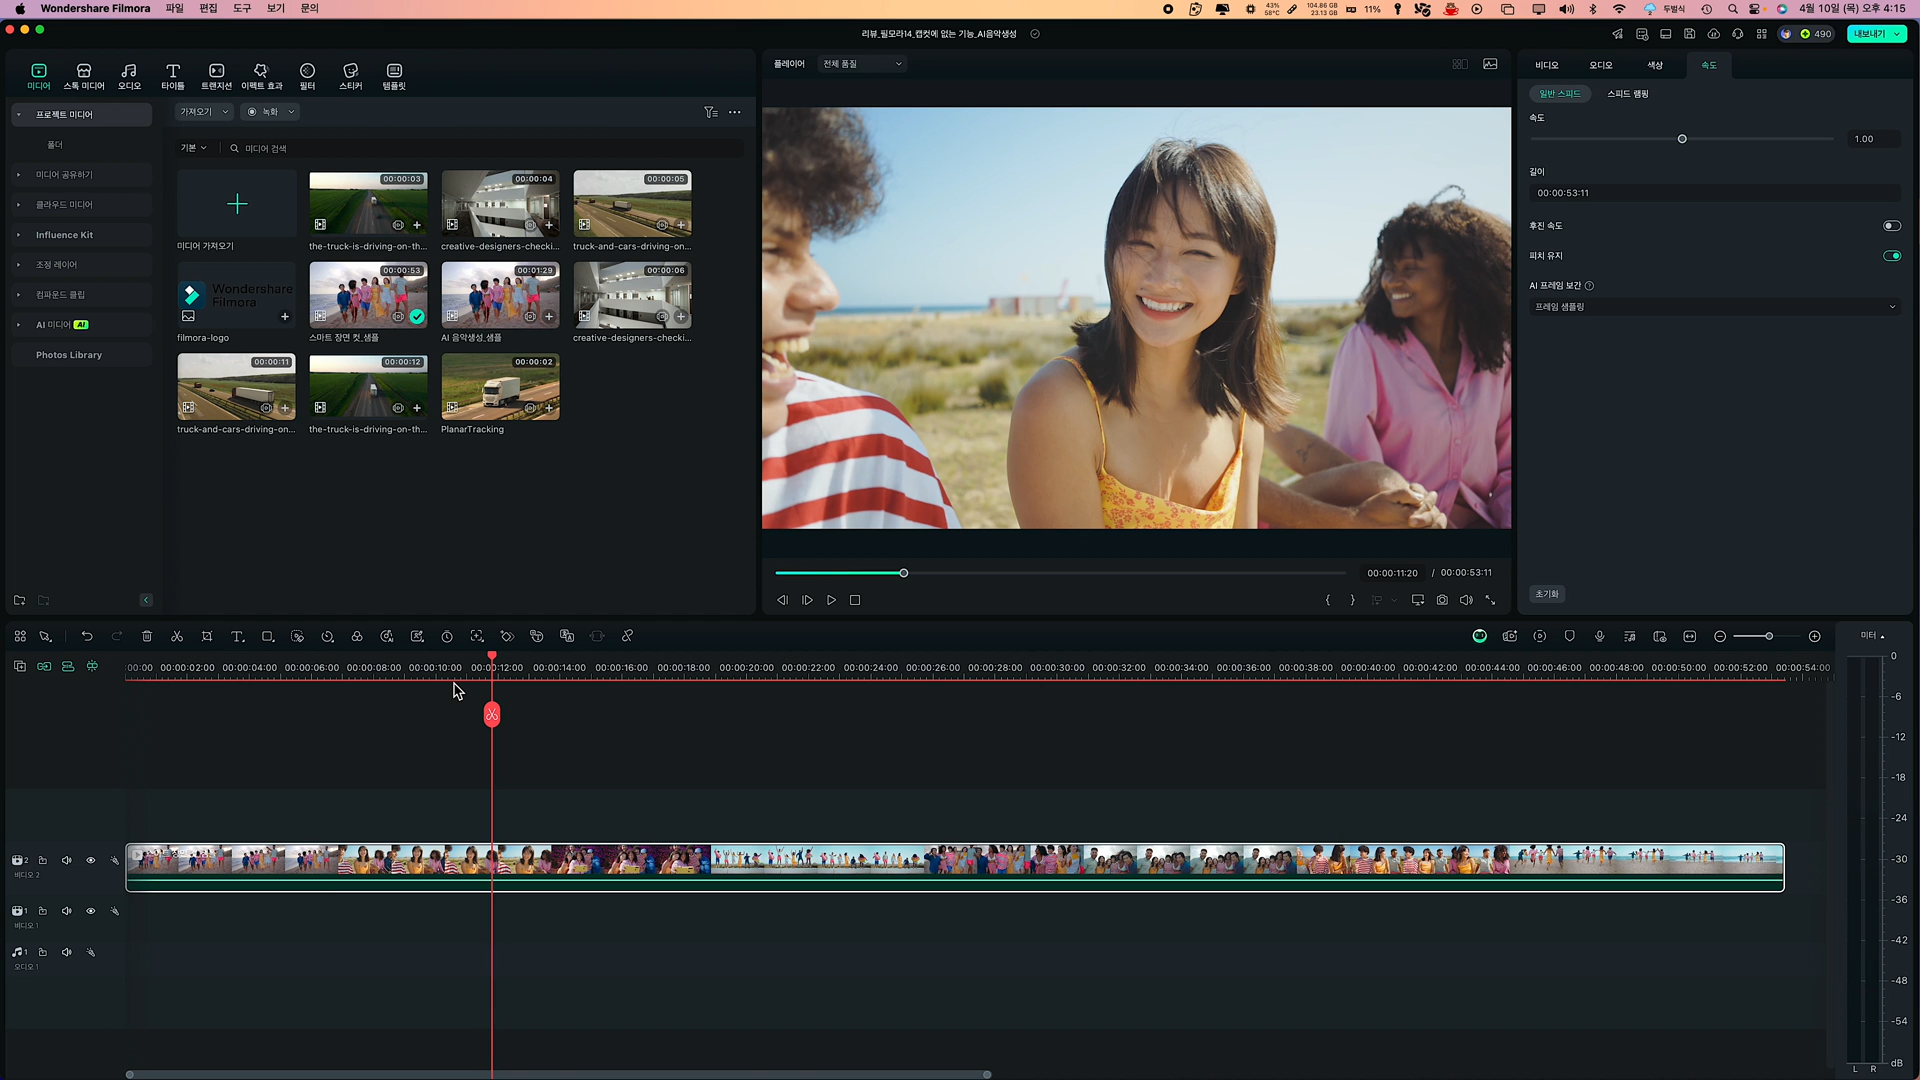 Wondershare Filmora 파일 편집 도구 보기 문의
43% 58°C 104.86 GB 23.13 GB 11% 두벌식 4월 10일 (목) 오후 4:15
리뷰_필모라14_캡컷에 없는 기능_AI음악생성
490 내보내기
미디어 스톡 미디어 오디오 타이틀 트랜지션 이펙트 효과 필터 스티커 템플릿
프로젝트 미디어
폴더
미디어 공유하기
클라우드 미디어
Influence Kit
조정 레이어
컴파운드 클립
AI 미디어 AI
Photos Library
가져오기 녹화
기본 미디어 검색
00:00:03 00:00:04 00:00:05
미디어 가져오기 the-truck-is-driving-on-th... creative-designers-checki... truck-and-cars-driving-on...
Wondershare Filmora 00:00:53 00:01:29 00:00:06
filmora-logo 스마트 장면 컷_샘플 AI 음악생성_샘플 creative-designers-checki...
00:00:11 00:00:12 00:00:02
truck-and-cars-driving-on... the-truck-is-driving-on-th... PlanarTracking
플레이어 전체 품질
00:00:11:20 / 00:00:53:11
비디오 오디오 색상 속도
일반 스피드 스피드 램핑
속도
1.00
길이
00:00:53:11
후진 속도
피치 유지
AI 프레임 보간
프레임 샘플링
초기화
미터
:00:00 00:00:02:00 00:00:04:00 00:00:06:00 00:00:08:00 00:00:10:00 00:00:12:00 00:00:14:00 00:00:16:00 00:00:18:00 00:00:20:00 00:00:22:00 00:00:24:00 00:00:26:00 00:00:28:00 00:00:30:00 00:00:32:00 00:00:34:00 00:00:36:00 00:00:38:00 00:00:40:00 00:00:42:00 00:00:44:00 00:00:46:00 00:00:48:00 00:00:50:00 00:00:52:00 00:00:54:00
2
비디오 2
1
비디오 1
1
오디오 1
0
-6
-12
-18
-24
-30
-36
-42
-48
-54
dB
L R